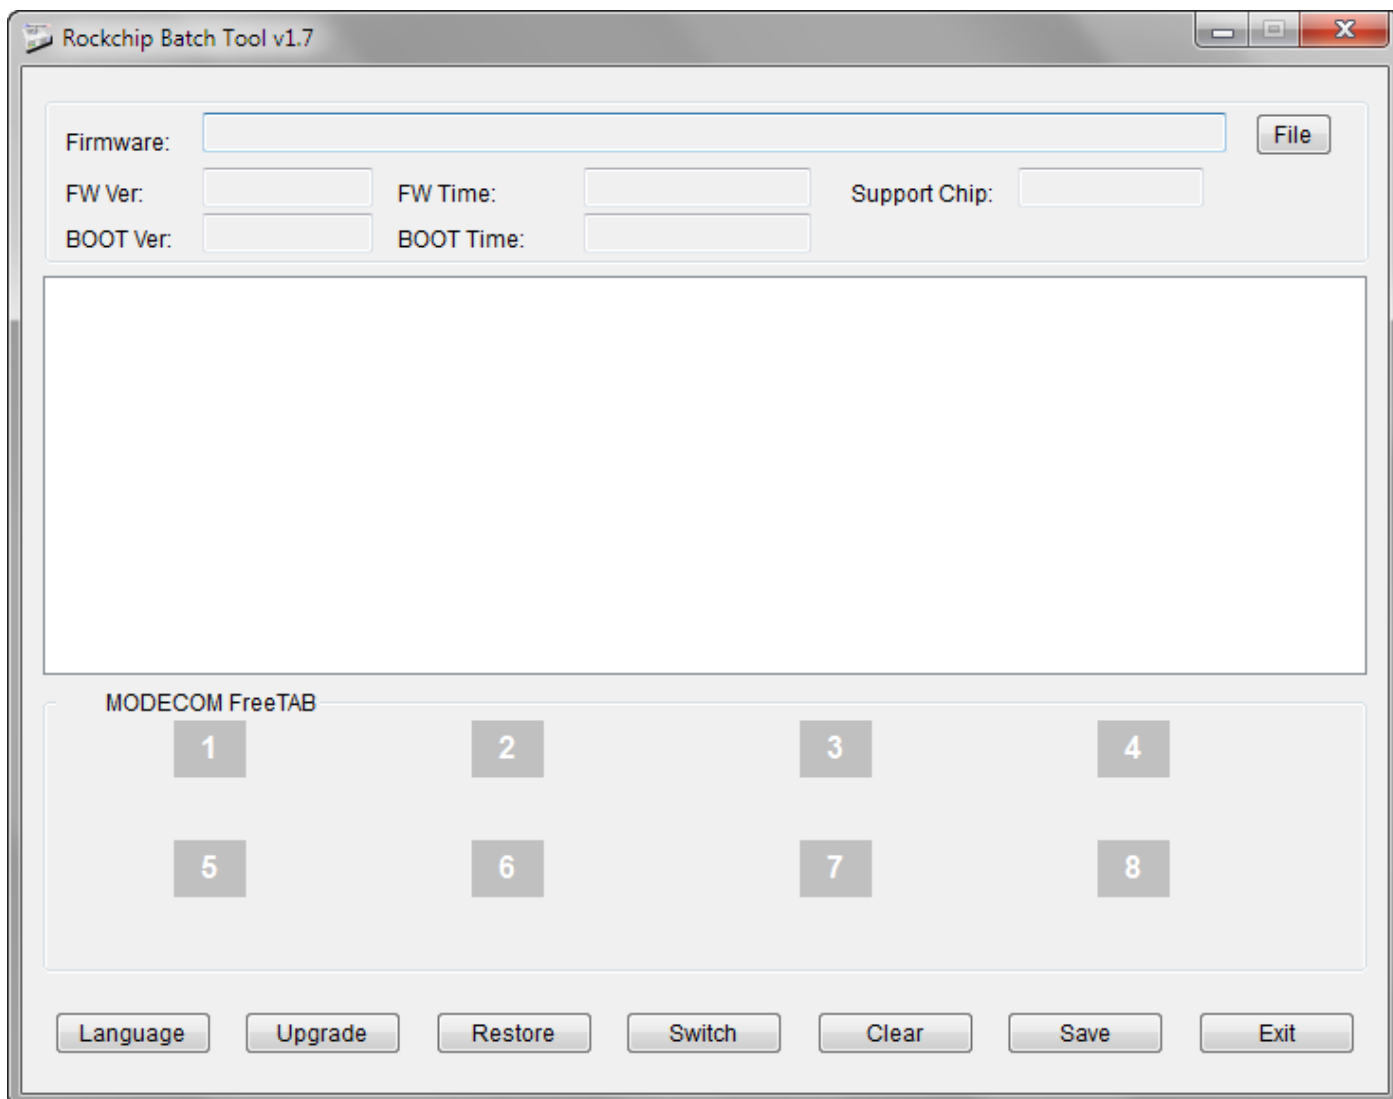 Rockchip Batch Tool v1.7
Firmware: File
FW Ver: FW Time: Support Chip:
BOOT Ver: BOOT Time:
MODECOM FreeTAB
1 2 3 4
5 6 7 8
Language Upgrade Restore Switch Clear Save Exit